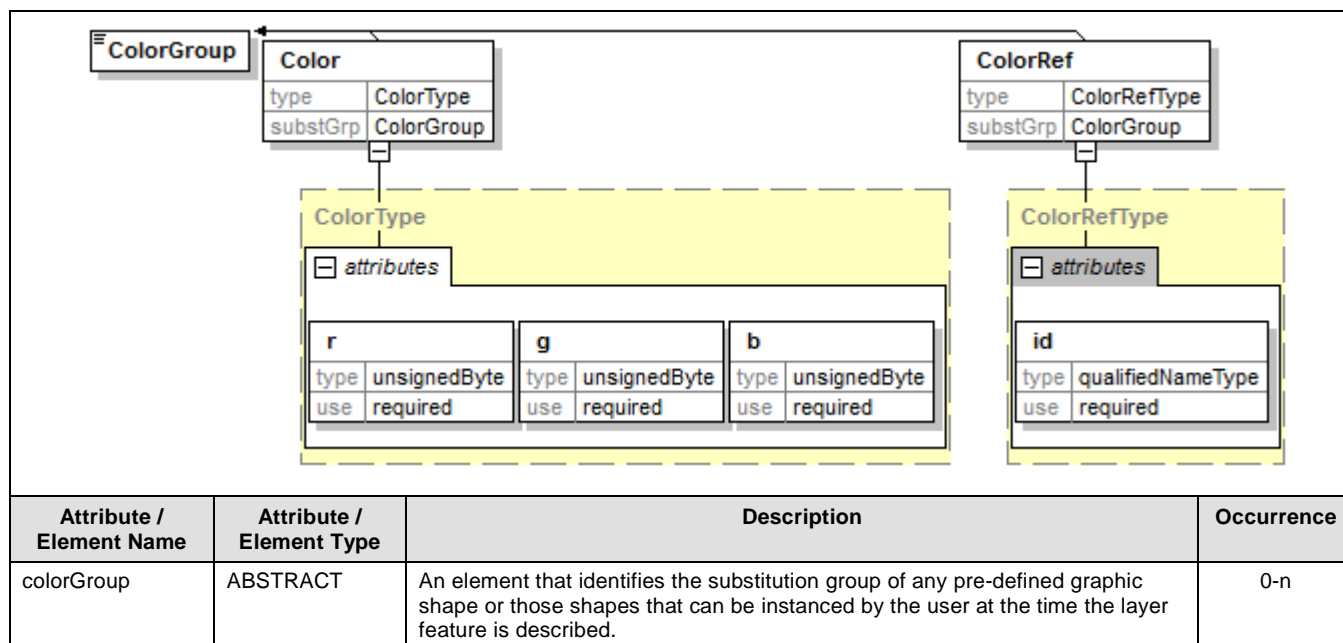 ColorGroup
Color
type ColorType
substGrp ColorGroup
ColorRef
type ColorRefType
substGrp ColorGroup
ColorType
attributes
r
type unsignedByte
use required
g
type unsignedByte
use required
b
type unsignedByte
use required
ColorRefType
attributes
id
type qualifiedNameType
use required
Attribute /
Element Name
Attribute /
Element Type
Description
Occurrence
colorGroup
ABSTRACT
An element that identifies the substitution group of any pre-defined graphic
shape or those shapes that can be instanced by the user at the time the layer
feature is described.
0-n